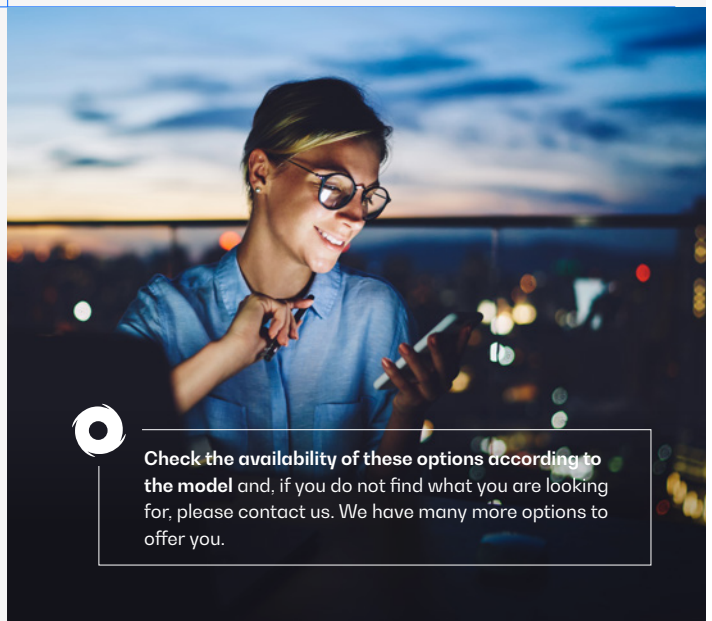 Check the availability of these options according to
the model and, if you do not find what you are looking
for, please contact us. We have many more options to
offer you.